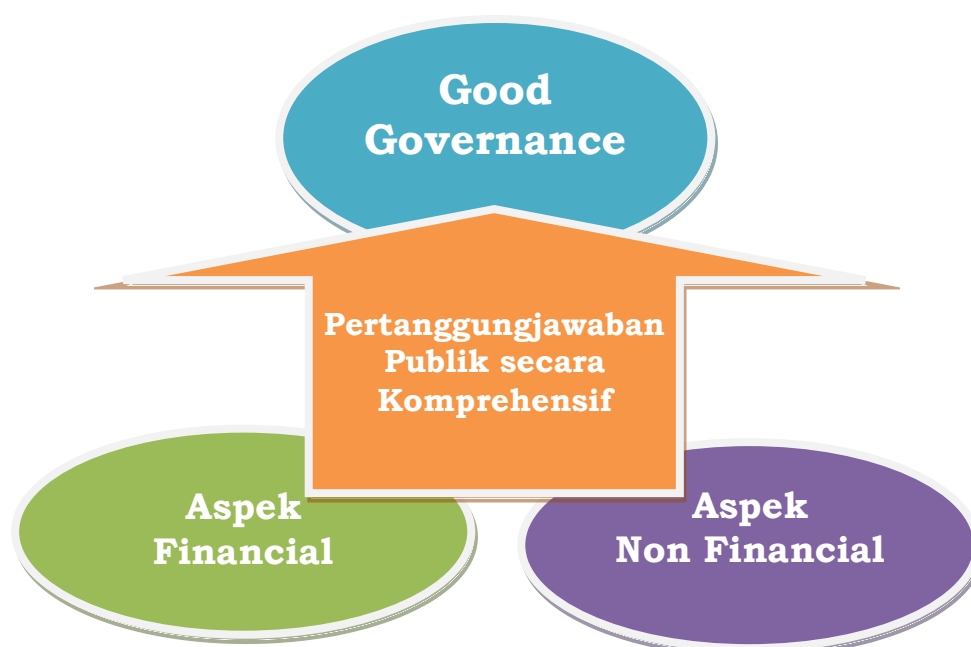 Good
Governance
Pertanggungjawaban
Publik secara
Komprehensif
Aspek
Financial
Aspek
Non Financial